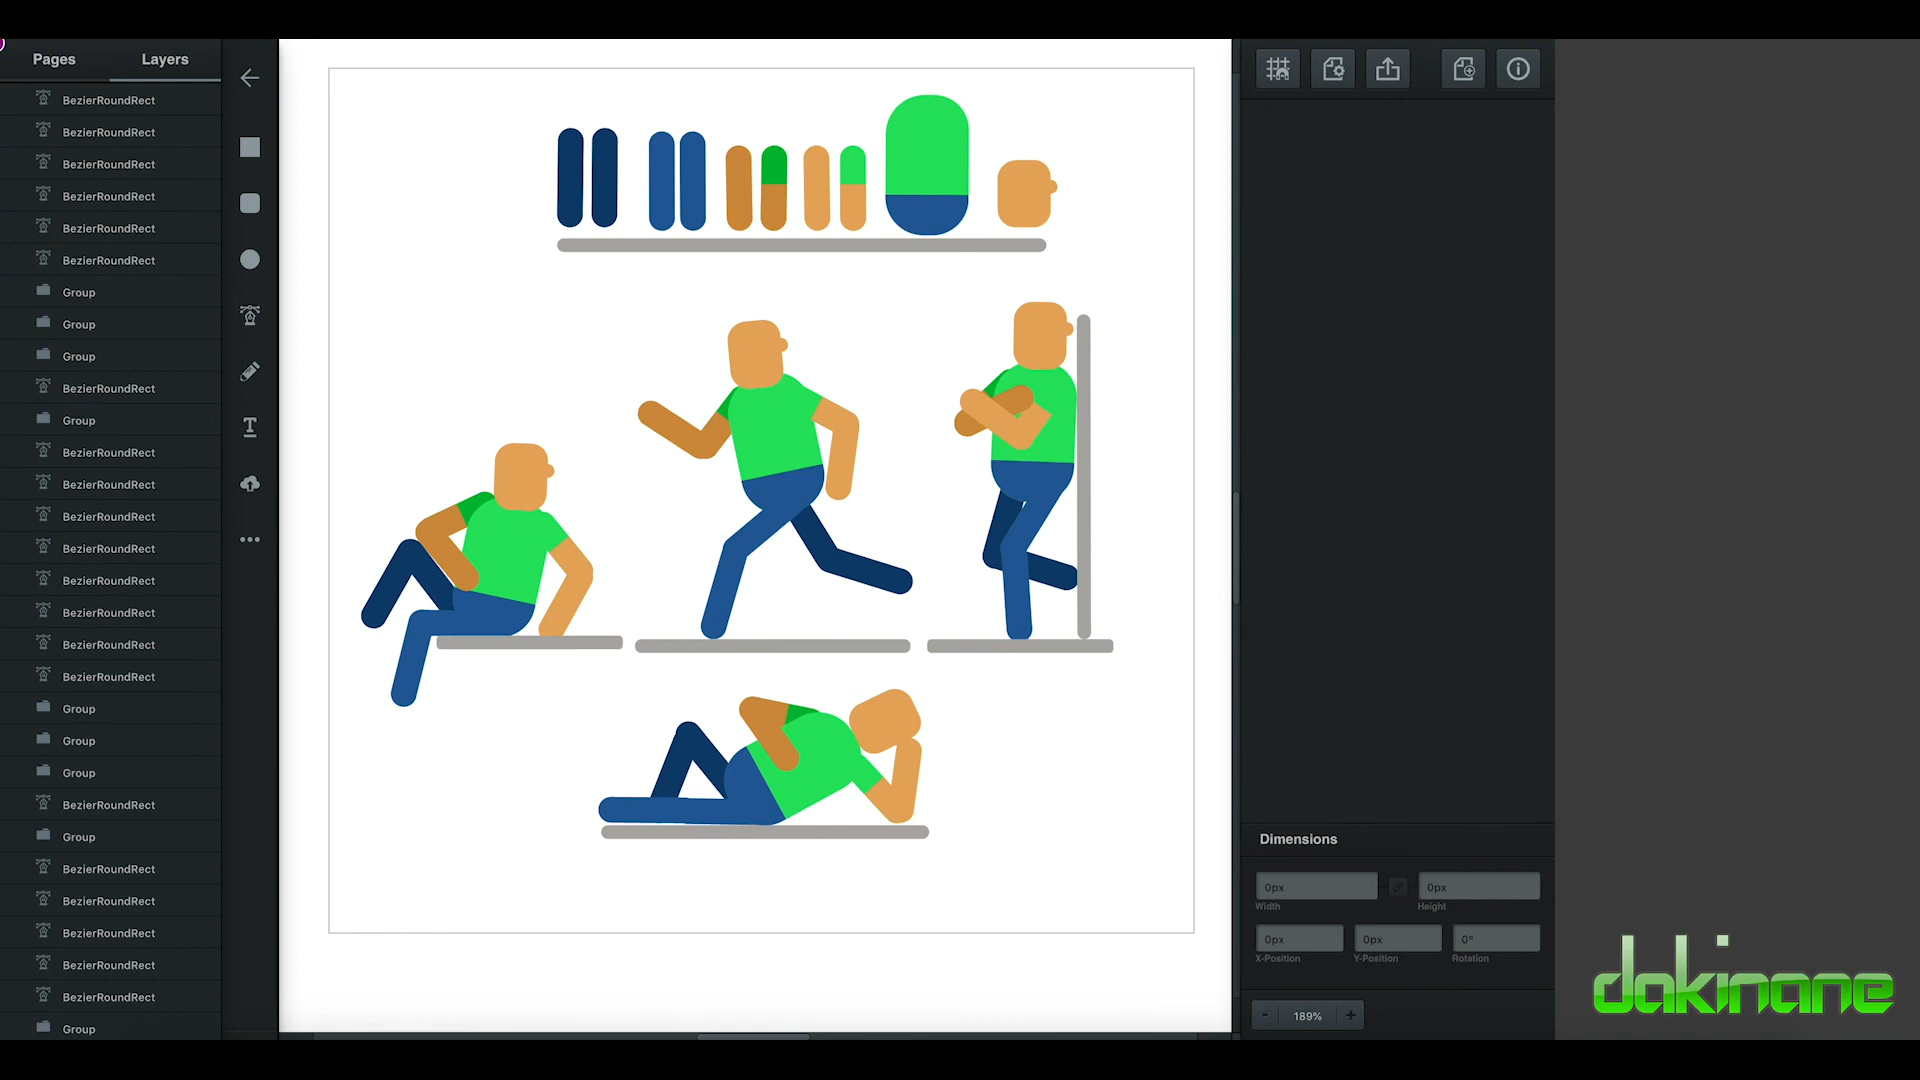 Pages
Layers
BezierRoundRect
BezierRoundRect
BezierRoundRect
BezierRoundRect
BezierRoundRect
BezierRoundRect
Group
Group
Group
BezierRoundRect
Group
BezierRoundRect
BezierRoundRect
BezierRoundRect
BezierRoundRect
BezierRoundRect
BezierRoundRect
BezierRoundRect
BezierRoundRect
Group
Group
Group
BezierRoundRect
Group
BezierRoundRect
BezierRoundRect
BezierRoundRect
BezierRoundRect
BezierRoundRect
Group
Dimensions
0px
0px
Width
Height
0px
0px
0°
X-Position
Y-Position
Rotation
- 189% +
dakinane